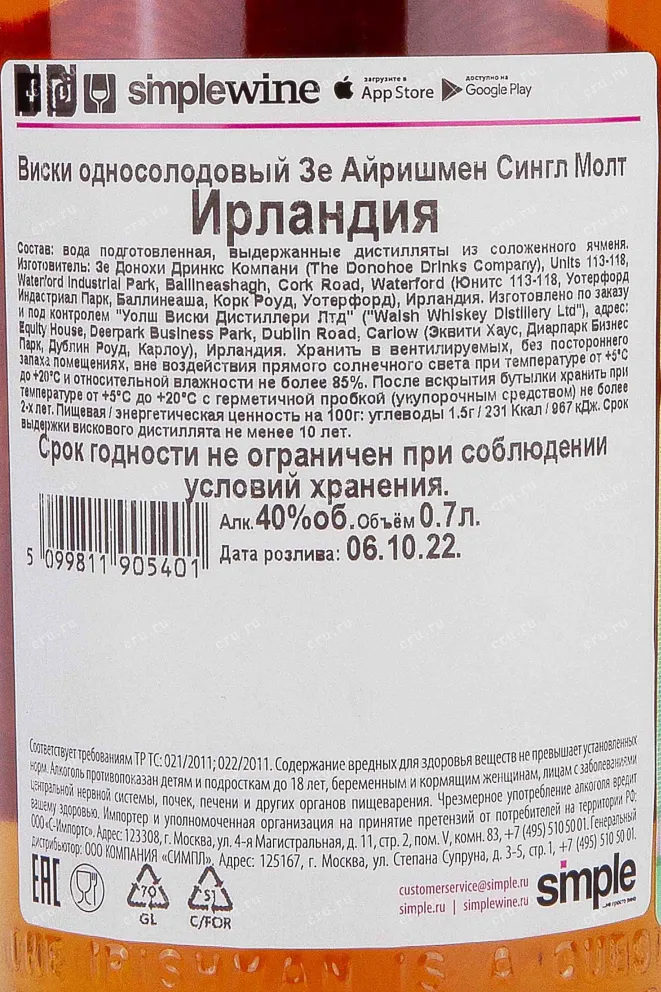 simplewine загрузите в App Store доступно на Google Play
Виски односолодовый Зе Айришмен Сингл Молт
Ирландия
Состав: вода подготовленная, выдержанные дистилляты из соложенного ячменя.
Изготовитель: Зе Донохи Дринкс Компани (The Donohoe Drinks Company), Units 113-118,
Waterford Industrial Park, Ballineashagh, Cork Road, Waterford (Юнитс 113-118, Уотерфорд
Индастриал Парк, Баллинеаша, Корк Роуд, Уотерфорд), Ирландия. Изготовлено по заказу
и под контролем "Уолш Виски Дистиллери Лтд" ("Walsh Whiskey Distillery Ltd"), адрес:
Equity House, Deerpark Business Park, Dublin Road, Carlow (Эквити Хаус, Диарпарк Бизнес
Парк, Дублин Роуд, Карлоу), Ирландия. Хранить в вентилируемых, без постороннего
запаха помещениях, вне воздействия прямого солнечного света при температуре от +5°С
до +20°С и относительной влажности не более 85%. После вскрытия бутылки хранить при
температуре от +5°С до +20°С с герметичной пробкой (укупорочным средством) не более
2-х лет. Пищевая / энергетическая ценность на 100г: углеводы 1.5г / 231 Ккал / 967 кДж. Срок
выдержки вискового дистиллята не менее 10 лет.
Срок годности не ограничен при соблюдении
условий хранения.
Алк. 40%об. Объём 0.7л.
Дата розлива: 06.10.22.
5 099811 905401
Соответствует требованиям ТР ТС: 021/2011; 022/2011. Содержание вредных для здоровья веществ не превышает установленных
норм. Алкоголь противопоказан детям и подросткам до 18 лет, беременным и кормящим женщинам, лицам с заболеваниями
центральной нервной системы, почек, печени и других органов пищеварения. Чрезмерное употребление алкоголя вредит
вашему здоровью. Импортер и уполномоченная организация на принятие претензий от потребителей на территории РФ:
ООО «С-Импортс». Адрес: 123308, г. Москва, ул. 4-я Магистральная, д. 11, стр. 2, пом. V, комн. 83, +7 (495) 510 50 01. Генеральный
дистрибьютор: ООО КОМПАНИЯ «СИМПЛ», Адрес: 125167, г. Москва, ул. Степана Супруна, д. 3-5, стр.1, +7 (495) 510 50 01.
EAC
70
GL
51
C/FOR
customerservice@simple.ru
simple.ru | simplewine.ru
simple
...не просто вино
cru.ru